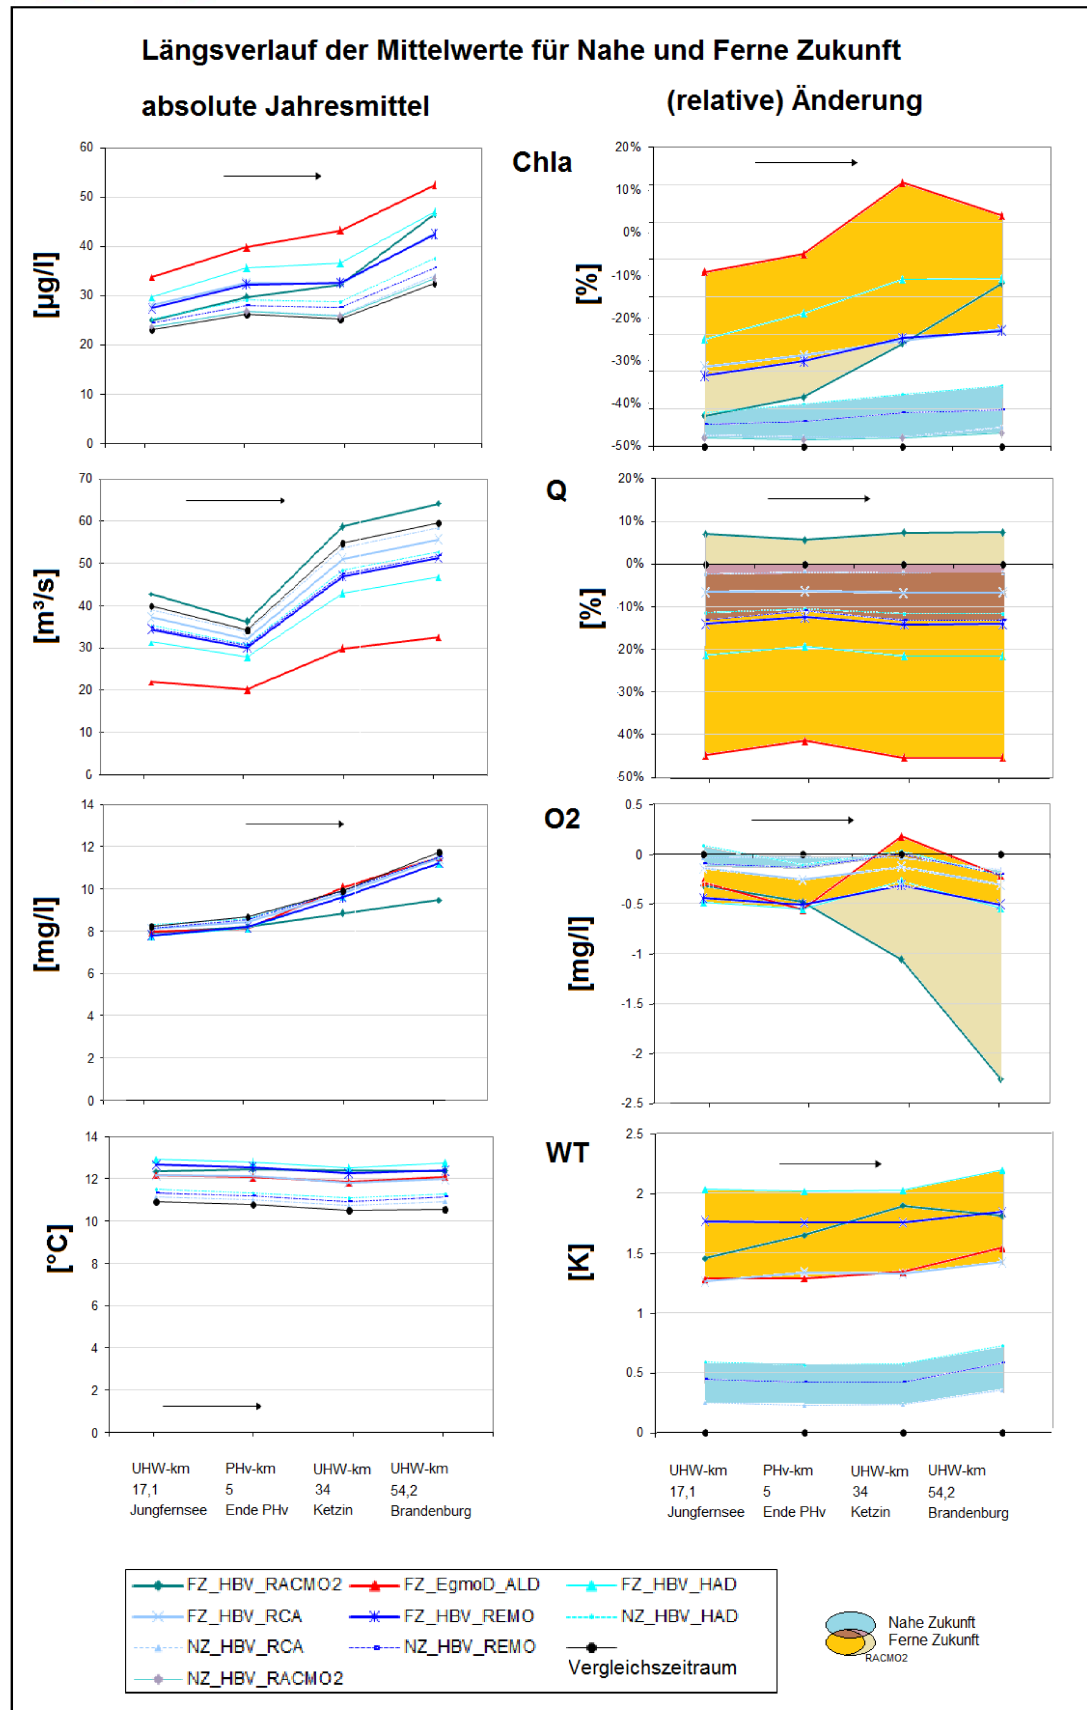 Längsverlauf der Mittelwerte für Nahe und Ferne Zukunft
absolute Jahresmittel
(relative) Änderung
Chla
[µg/l]
60
50
40
30
20
10
0
[%]
20%
10%
0%
-10%
-20%
-30%
-40%
-50%
Q
[m³/s]
70
60
50
40
30
20
10
0
[%]
20%
10%
0%
10%
20%
30%
40%
50%
O2
[mg/l]
14
12
10
8
6
4
2
0
[mg/l]
0.5
0
-0.5
-1
-1.5
-2
-2.5
WT
[°C]
14
12
10
8
6
4
2
0
[K]
2.5
2
1.5
1
0.5
0
UHW-km 17,1 Jungfernsee
PHv-km 5 Ende PHv
UHW-km 34 Ketzin
UHW-km 54,2 Brandenburg
UHW-km 17,1 Jungfernsee
PHv-km 5 Ende PHv
UHW-km 34 Ketzin
UHW-km 54,2 Brandenburg
FZ_HBV_RACMO2
FZ_EgmoD_ALD
FZ_HBV_HAD
FZ_HBV_RCA
FZ_HBV_REMO
NZ_HBV_HAD
NZ_HBV_RCA
NZ_HBV_REMO
Vergleichszeitraum
NZ_HBV_RACMO2
Nahe Zukunft
Ferne Zukunft
RACMO2